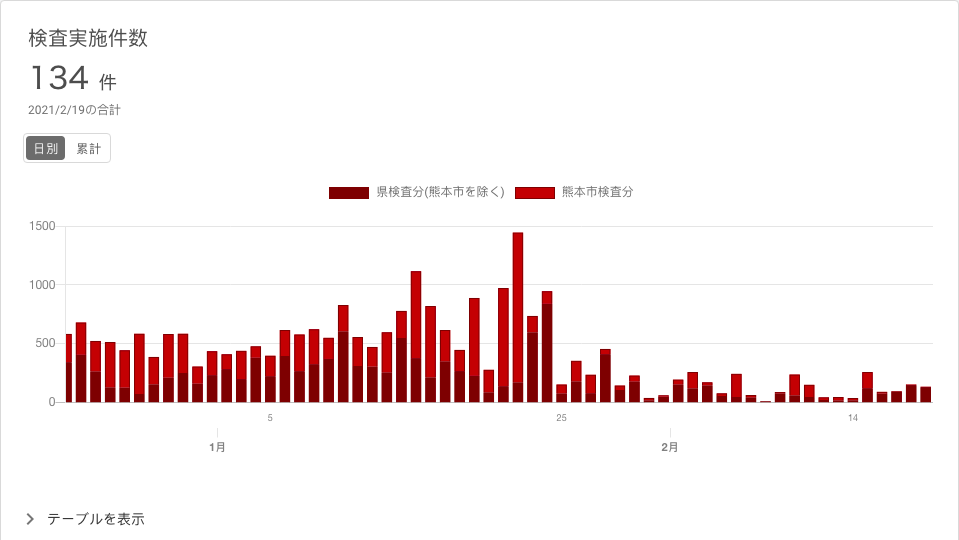 検査実施件数
134 件
2021/2/19の合計
日別 累計
県検査分(熊本市を除く) 熊本市検査分
1500
1000
500
0
5 25 14
1月 2月
テーブルを表示